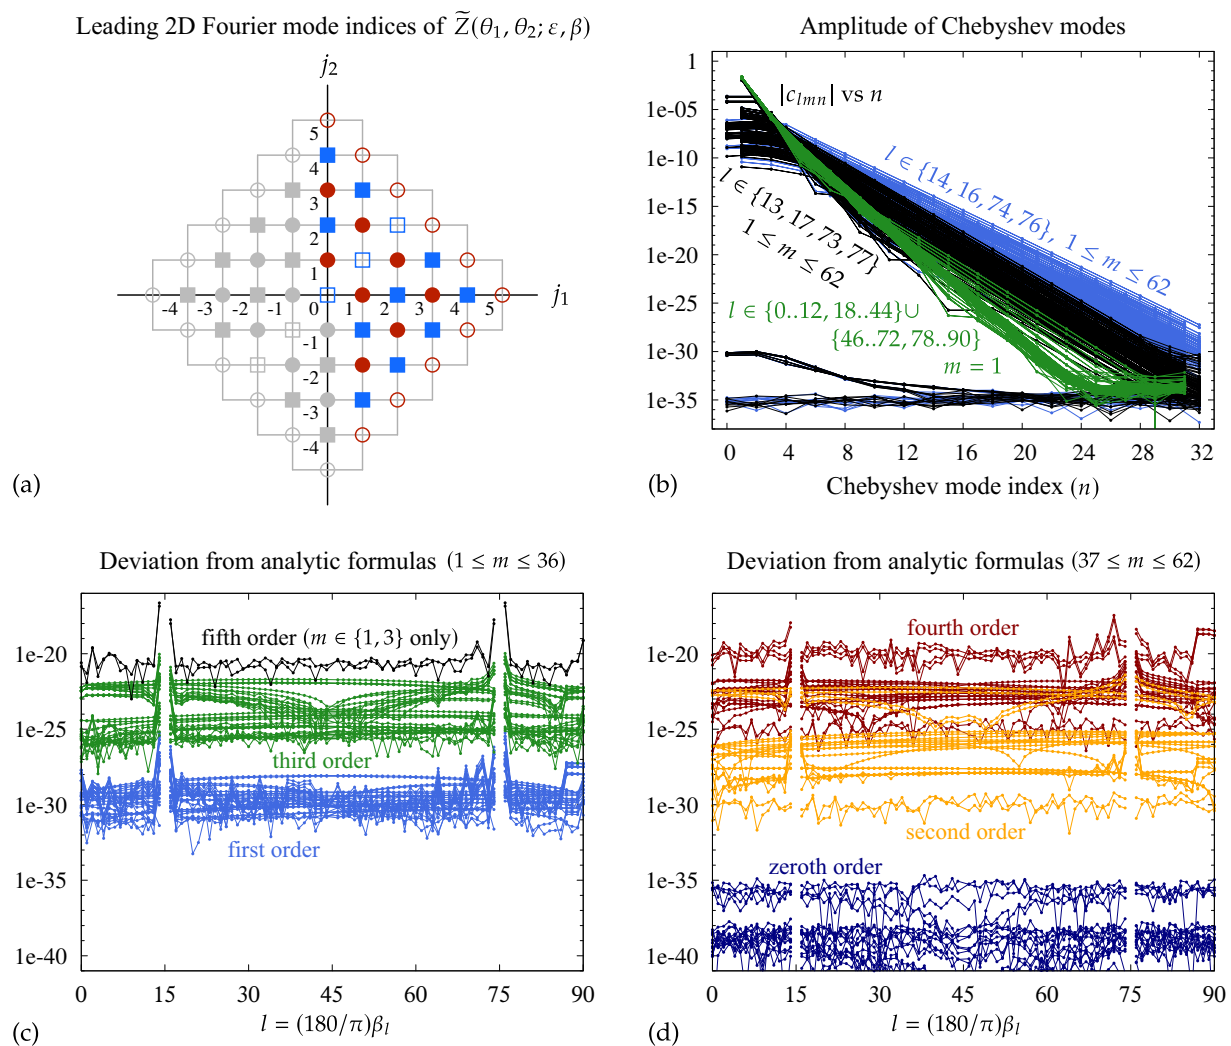 Leading 2D Fourier mode indices of Z̃(θ₁, θ₂; ε, β)
j₂
5
4
3
2
1
-4 -3 -2 -1 0 1 2 3 4 5 j₁
-1
-2
-3
-4
(a)
Amplitude of Chebyshev modes
1
1e-05
1e-10
1e-15
1e-20
1e-25
1e-30
1e-35
|cₗₘₙ| vs n
l ∈ {14, 16, 74, 76}, 1 ≤ m ≤ 62
l ∈ {13, 17, 73, 77}
1 ≤ m ≤ 62
l ∈ {0..12, 18..44}∪
{46..72, 78..90}
m = 1
0 4 8 12 16 20 24 28 32
Chebyshev mode index (n)
(b)
Deviation from analytic formulas (1 ≤ m ≤ 36)
1e-20
1e-25
1e-30
1e-35
1e-40
fifth order (m ∈ {1, 3} only)
third order
first order
0 15 30 45 60 75 90
l = (180/π)βₗ
(c)
Deviation from analytic formulas (37 ≤ m ≤ 62)
1e-20
1e-25
1e-30
1e-35
1e-40
fourth order
second order
zeroth order
0 15 30 45 60 75 90
l = (180/π)βₗ
(d)